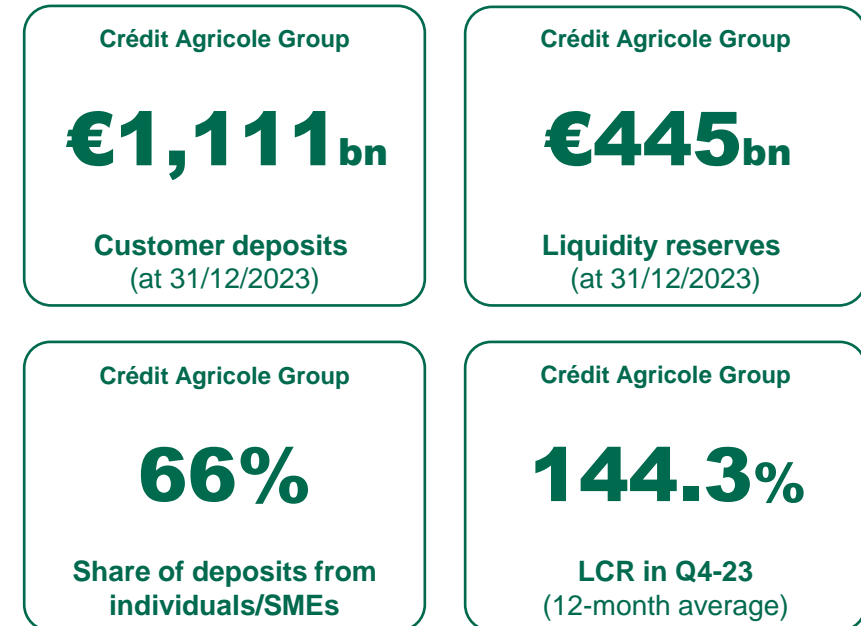 Crédit Agricole Group
€1,111bn
Customer deposits
(at 31/12/2023)
Crédit Agricole Group
€445bn
Liquidity reserves
(at 31/12/2023)
Crédit Agricole Group
66%
Share of deposits from
individuals/SMEs
Crédit Agricole Group
144.3%
LCR in Q4-23
(12-month average)